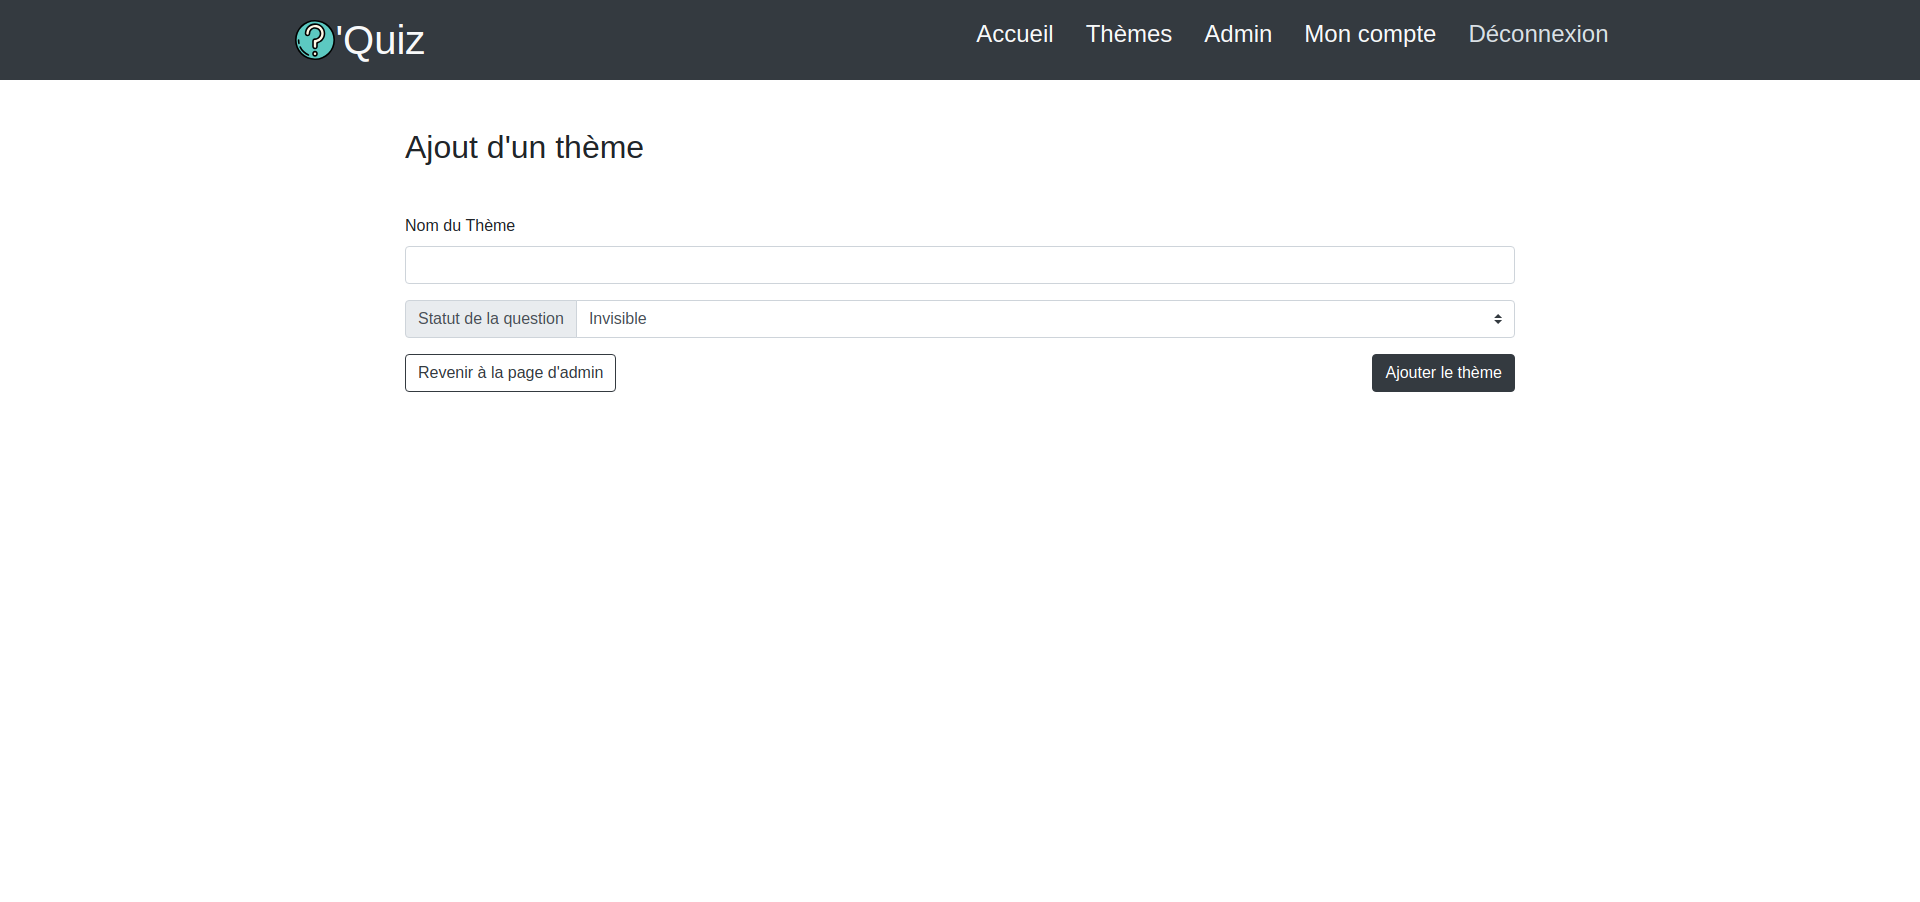 ?'Quiz
Accueil Thèmes Admin Mon compte Déconnexion
Ajout d'un thème
Nom du Thème
Statut de la question Invisible
Revenir à la page d'admin Ajouter le thème